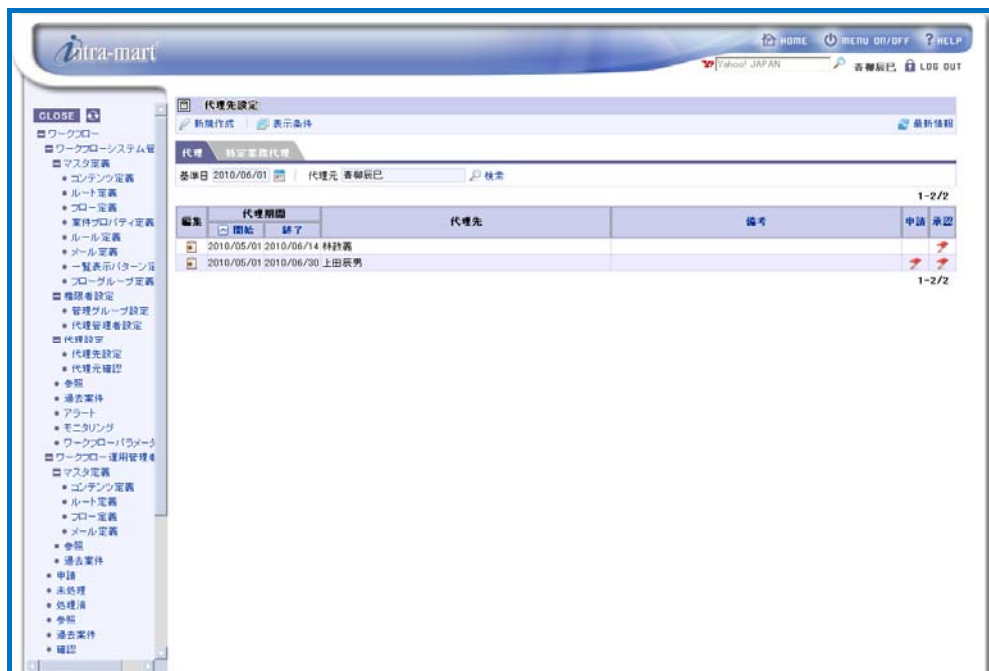 intra-mart
HOME MENU ON/OFF ? HELP
Yahoo! JAPAN 青柳辰巳 LOG OUT
CLOSE
ワークフロー
ワークフローシステム管
マスタ定義
コンテンツ定義
ルート定義
フロー定義
案件プロパティ定義
ルール定義
メール定義
一覧表示パターン定
フローグループ定義
権限者設定
管理グループ設定
代理管理者設定
代理設定
代理先設定
代理元確認
参照
過去案件
アラート
モニタリング
ワークフローパラメータ
ワークフロー運用管理者
マスタ定義
コンテンツ定義
ルート定義
フロー定義
メール定義
参照
過去案件
申請
未処理
処理済
参照
過去案件
確認
代理先設定
新規作成 表示条件 最新情報
代理 特定業務代理
基準日 2010/06/01 代理元 青柳辰巳 検索
1-2/2
編集 代理期間 代理先 備考 申請 承認
開始 終了
2010/05/01 2010/06/14 林政義
2010/05/01 2010/06/30 上田辰男
1-2/2